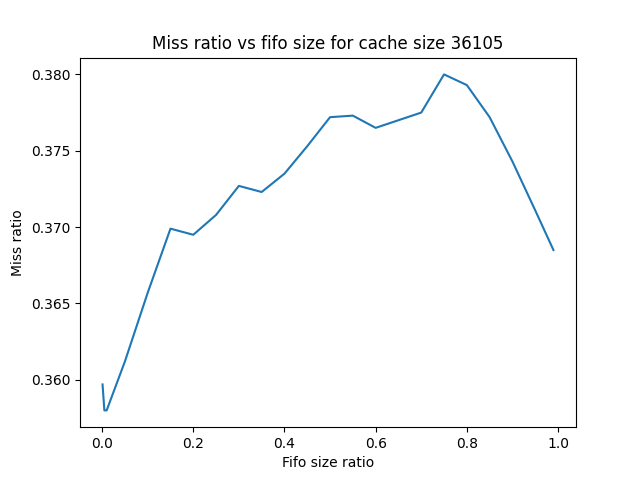 Miss ratio vs fifo size for cache size 36105
0.380
0.375
0.370
0.365
0.360
Miss ratio
0.0 0.2 0.4 0.6 0.8 1.0
Fifo size ratio